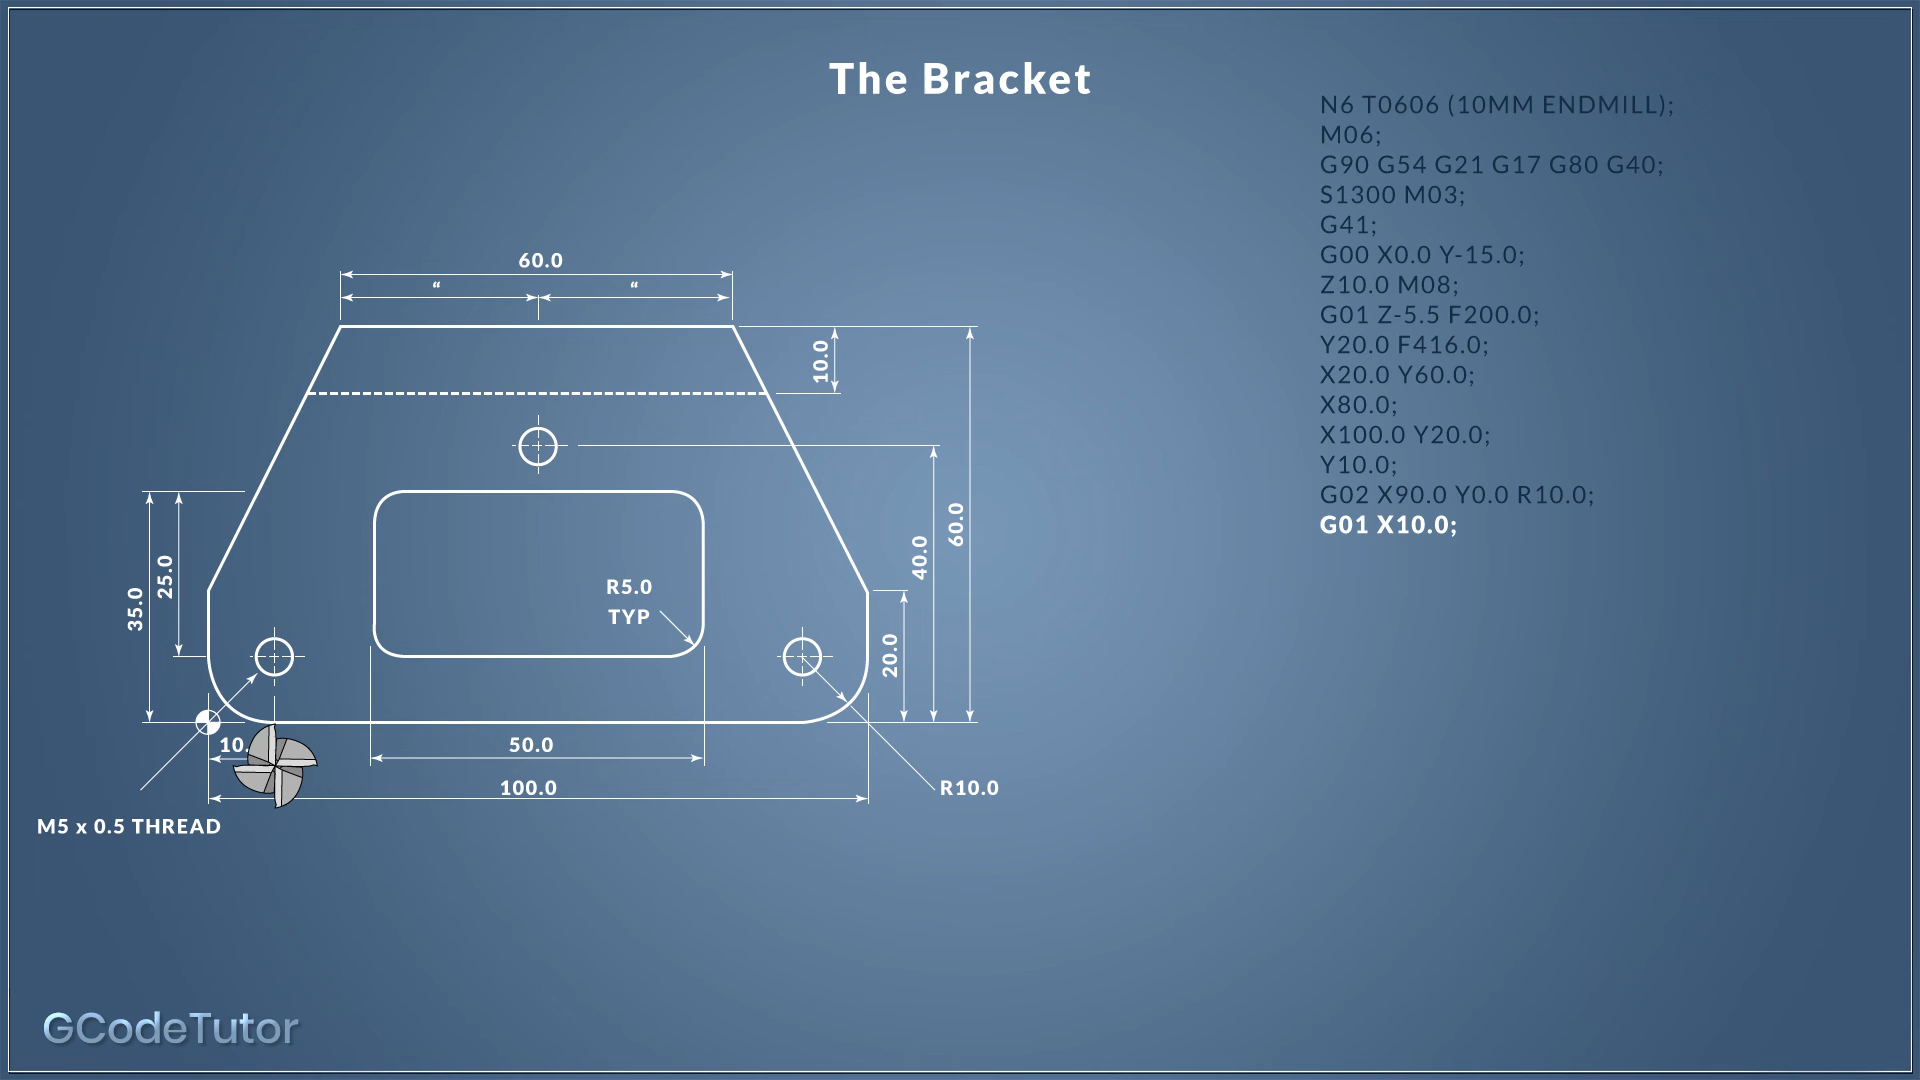 The Bracket
N6 T0606 (10MM ENDMILL);
M06;
G90 G54 G21 G17 G80 G40;
S1300 M03;
G41;
G00 X0.0 Y-15.0;
Z10.0 M08;
G01 Z-5.5 F200.0;
Y20.0 F416.0;
X20.0 Y60.0;
X80.0;
X100.0 Y20.0;
Y10.0;
G02 X90.0 Y0.0 R10.0;
G01 X10.0;
60.0
“ “
10.0
60.0
40.0
25.0
35.0
R5.0
TYP
20.0
10.
50.0
100.0
R10.0
M5 x 0.5 THREAD
GCodeTutor